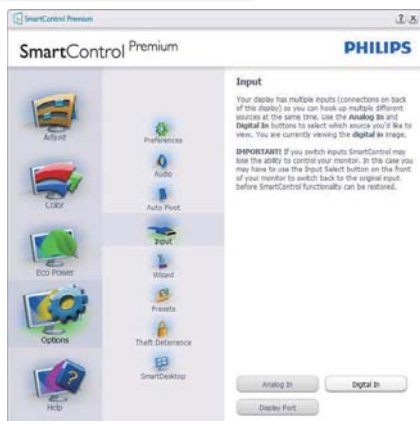 SmartControl Premium
SmartControl Premium
PHILIPS
Adjust
Color
Eco Power
Options
Help
Preferences
Audio
Auto Pivot
Input
Wizard
Presets
Theft Deterrence
SmartDesktop
Input
Your display has multiple inputs (connections on back
of this display) so you can hook up multiple different
sources at the same time. Use the Analog In and
Digital In buttons to select which source you'd like to
view. You are currently viewing the digital in image.
IMPORTANT! If you switch inputs SmartControl may
lose the ability to control your monitor. In this case you
may have to use the Input Select button on the front
of your monitor to switch back to the original input
before SmartControl functionality can be restored.
Analog In
Digital In
Display Port